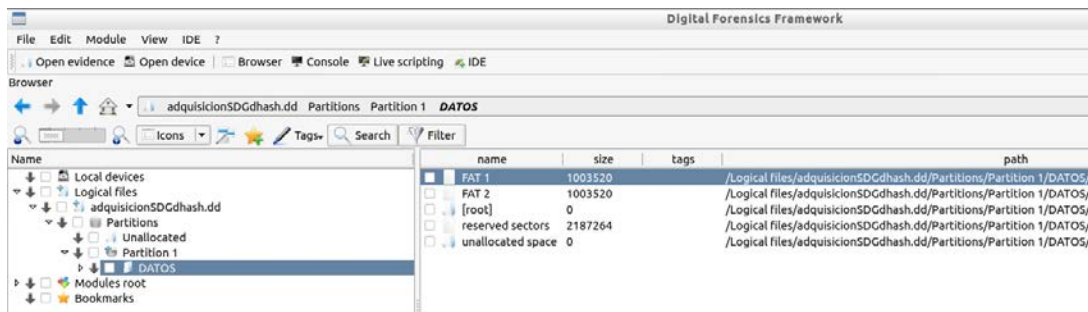 Digital Forensics Framework
File Edit Module View IDE ?
Open evidence Open device Browser Console Live scripting IDE
Browser
adquisicionSDGdhash.dd Partitions Partition 1 DATOS
Icons Tags Search Filter
Name name size tags path
Local devices FAT 1 1003520 /Logical files/adquisicionSDGdhash.dd/Partitions/Partition 1/DATOS/
Logical files FAT 2 1003520 /Logical files/adquisicionSDGdhash.dd/Partitions/Partition 1/DATOS/
adquisicionSDGdhash.dd [root] 0 /Logical files/adquisicionSDGdhash.dd/Partitions/Partition 1/DATOS/
Partitions reserved sectors 2187264 /Logical files/adquisicionSDGdhash.dd/Partitions/Partition 1/DATOS/
Unallocated unallocated space 0 /Logical files/adquisicionSDGdhash.dd/Partitions/Partition 1/DATOS/
Partition 1
DATOS
Modules root
Bookmarks